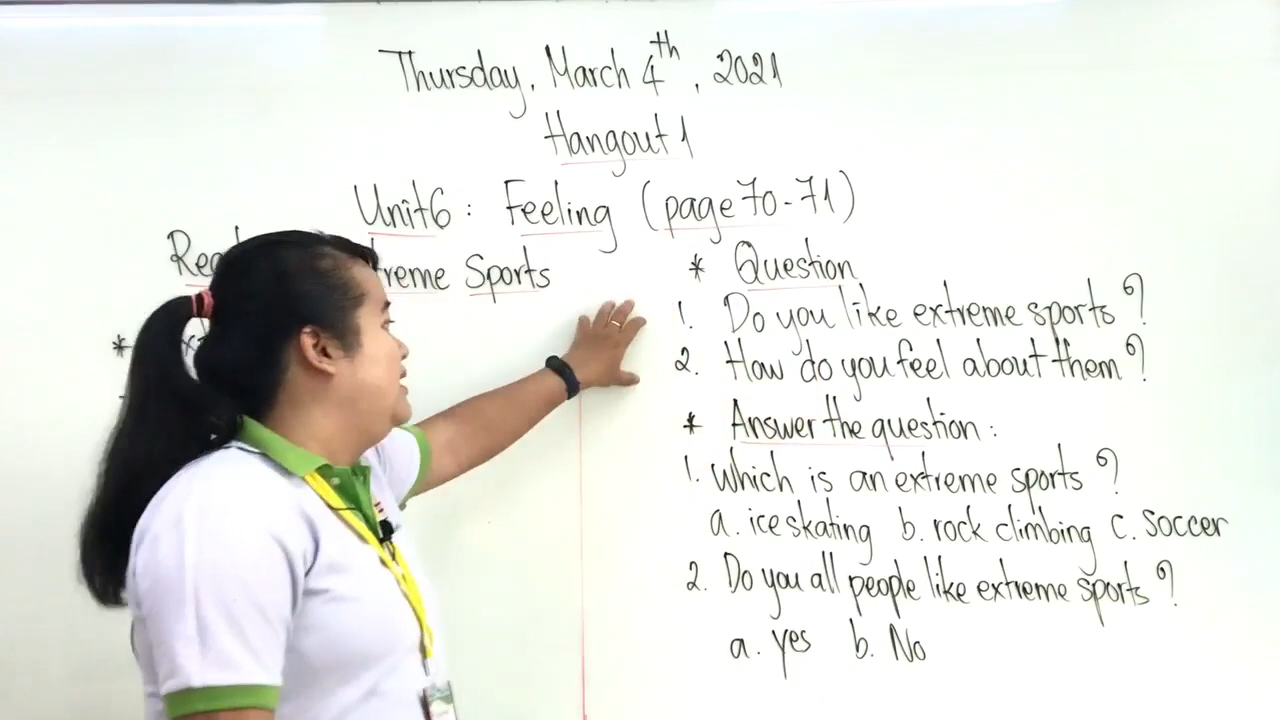 Thursday, March 4th, 2021
Hangout 1
Unit 6 : Feeling (page 70-71)
Sports
* Question
1. Do you like extreme sports ?
2. How do you feel about them ?
* Answer the question :
1. Which is an extreme sports ?
a. ice skating b. rock climbing c. soccer
2. Do you all people like extreme sports ?
a. yes b. No